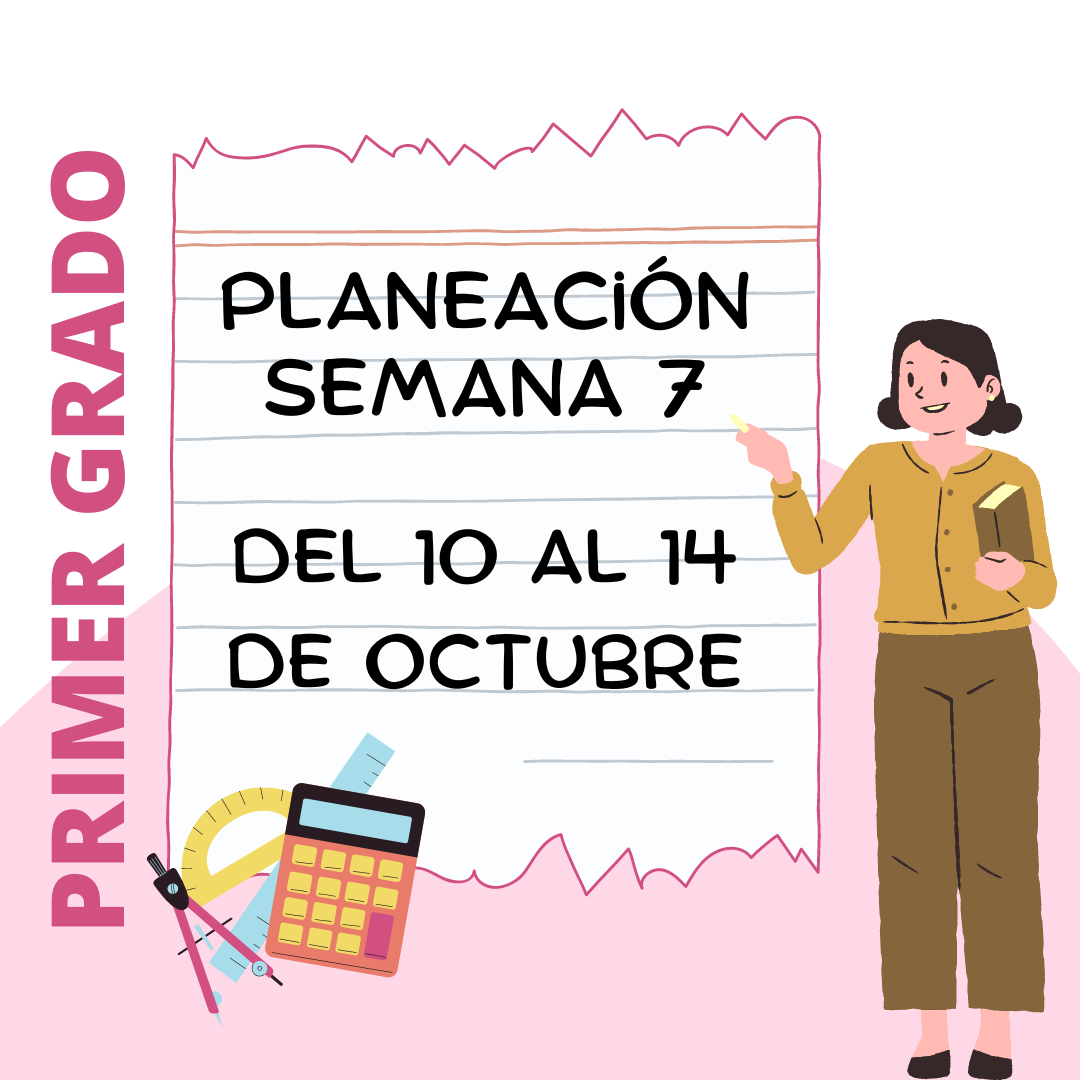 PRIMER GRADO
PLANEACIÓN
SEMANA 7
DEL 10 AL 14
DE OCTUBRE